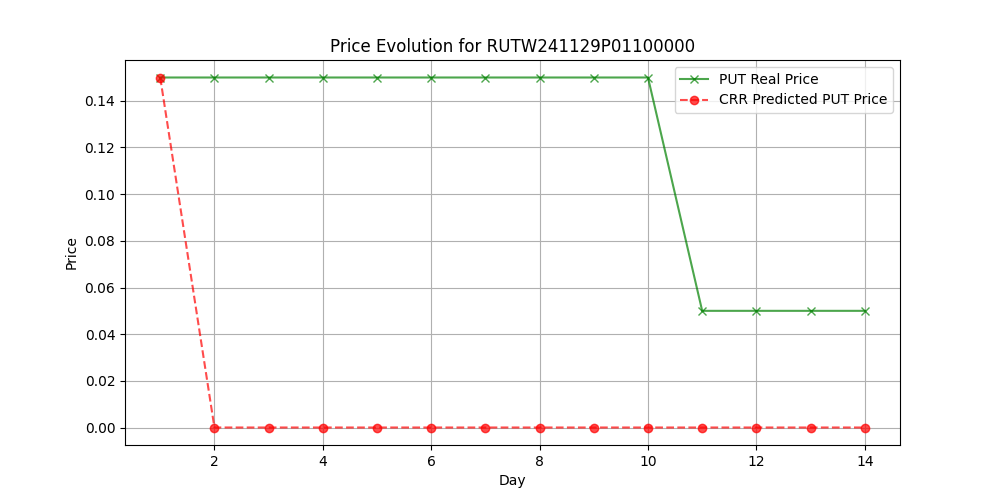 Price Evolution for RUTW241129P01100000
PUT Real Price
CRR Predicted PUT Price
Price
0.14
0.12
0.10
0.08
0.06
0.04
0.02
0.00
2 4 6 8 10 12 14
Day